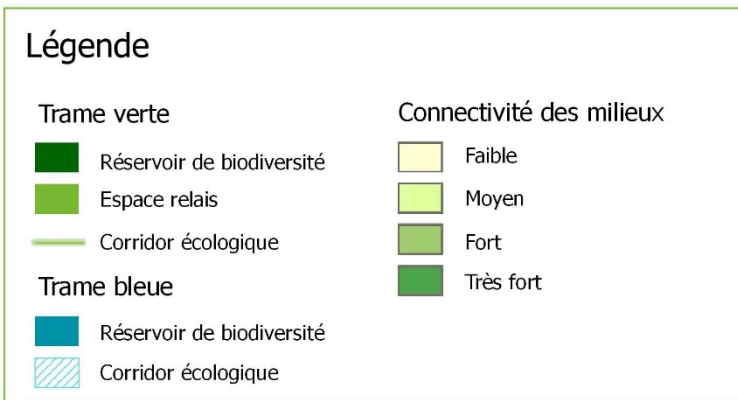 Légende
Trame verte
Réservoir de biodiversité
Espace relais
Corridor écologique
Trame bleue
Réservoir de biodiversité
Corridor écologique
Connectivité des milieux
Faible
Moyen
Fort
Très fort